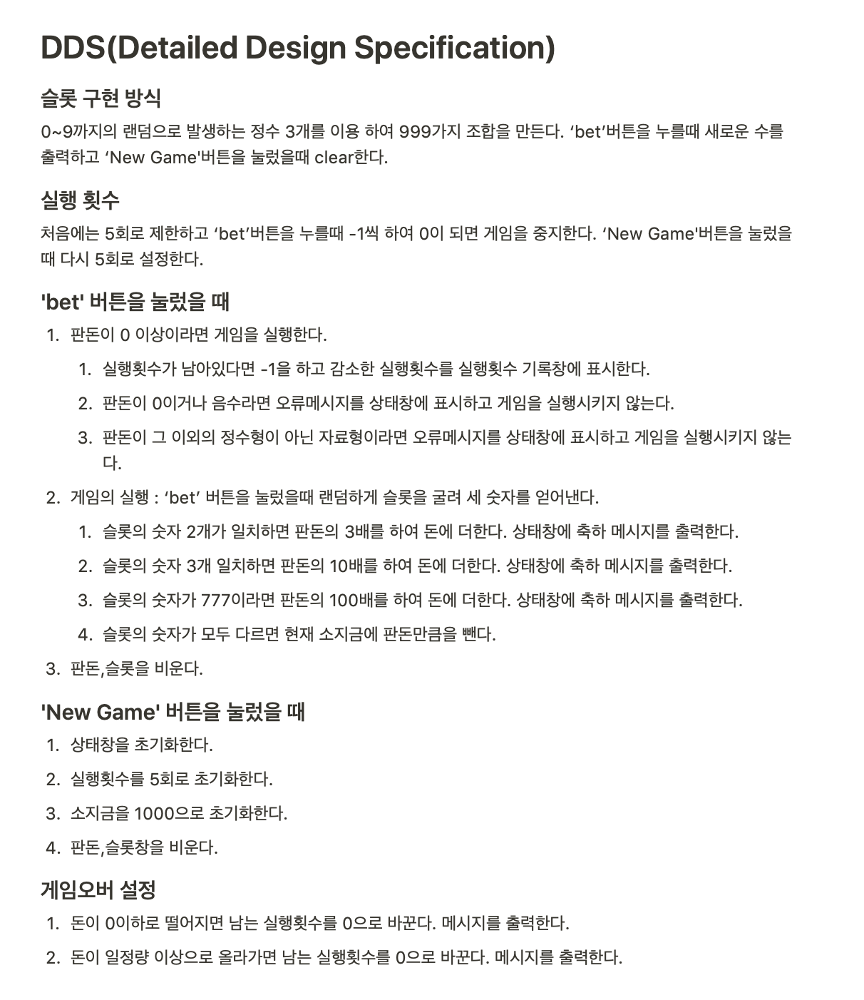 DDS(Detailed Design Specification)
슬롯 구현 방식
0~9까지의 랜덤으로 발생하는 정수 3개를 이용 하여 999가지 조합을 만든다. ‘bet’버튼을 누를때 새로운 수를
출력하고 ‘New Game'버튼을 눌렀을때 clear한다.
실행 횟수
처음에는 5회로 제한하고 ‘bet’버튼을 누를때 -1씩 하여 0이 되면 게임을 중지한다. ‘New Game'버튼을 눌렀을
때 다시 5회로 설정한다.
'bet' 버튼을 눌렀을 때
1. 판돈이 0 이상이라면 게임을 실행한다.
1. 실행횟수가 남아있다면 -1을 하고 감소한 실행횟수를 실행횟수 기록창에 표시한다.
2. 판돈이 0이거나 음수라면 오류메시지를 상태창에 표시하고 게임을 실행시키지 않는다.
3. 판돈이 그 이외의 정수형이 아닌 자료형이라면 오류메시지를 상태창에 표시하고 게임을 실행시키지 않는
다.
2. 게임의 실행 : ‘bet’ 버튼을 눌렀을때 랜덤하게 슬롯을 굴려 세 숫자를 얻어낸다.
1. 슬롯의 숫자 2개가 일치하면 판돈의 3배를 하여 돈에 더한다. 상태창에 축하 메시지를 출력한다.
2. 슬롯의 숫자 3개 일치하면 판돈의 10배를 하여 돈에 더한다. 상태창에 축하 메시지를 출력한다.
3. 슬롯의 숫자가 777이라면 판돈의 100배를 하여 돈에 더한다. 상태창에 축하 메시지를 출력한다.
4. 슬롯의 숫자가 모두 다르면 현재 소지금에 판돈만큼을 뺀다.
3. 판돈,슬롯을 비운다.
'New Game' 버튼을 눌렀을 때
1. 상태창을 초기화한다.
2. 실행횟수를 5회로 초기화한다.
3. 소지금을 1000으로 초기화한다.
4. 판돈,슬롯창을 비운다.
게임오버 설정
1. 돈이 0이하로 떨어지면 남는 실행횟수를 0으로 바꾼다. 메시지를 출력한다.
2. 돈이 일정량 이상으로 올라가면 남는 실행횟수를 0으로 바꾼다. 메시지를 출력한다.